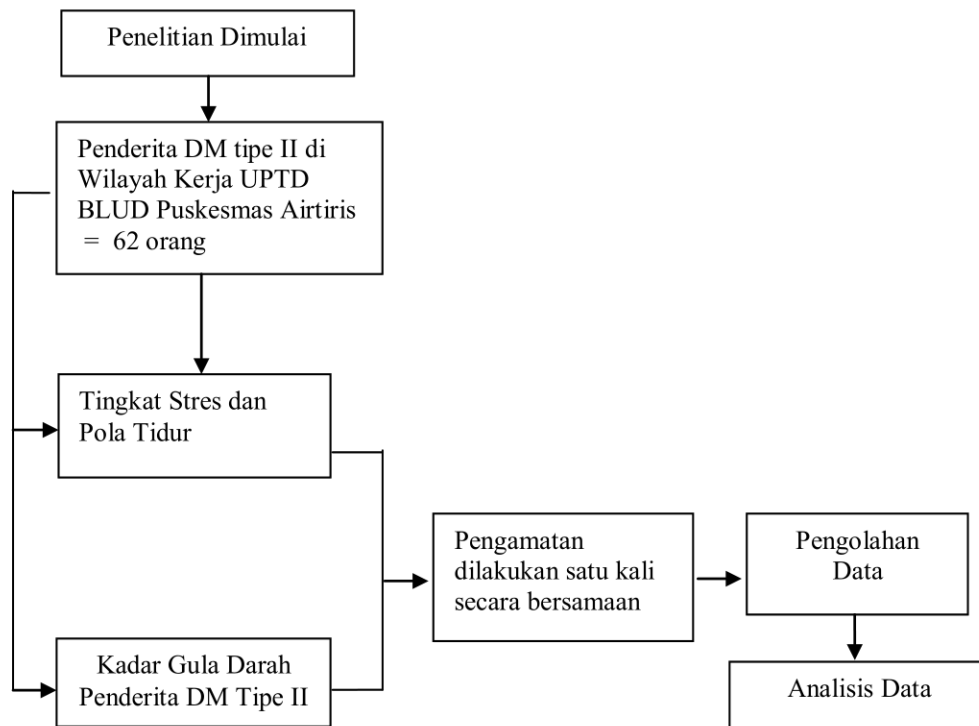 Penelitian Dimulai
Penderita DM tipe II di
Wilayah Kerja UPTD
BLUD Puskesmas Airtiris
= 62 orang
Tingkat Stres dan
Pola Tidur
Pengamatan
dilakukan satu kali
secara bersamaan
Pengolahan
Data
Kadar Gula Darah
Penderita DM Tipe II
Analisis Data